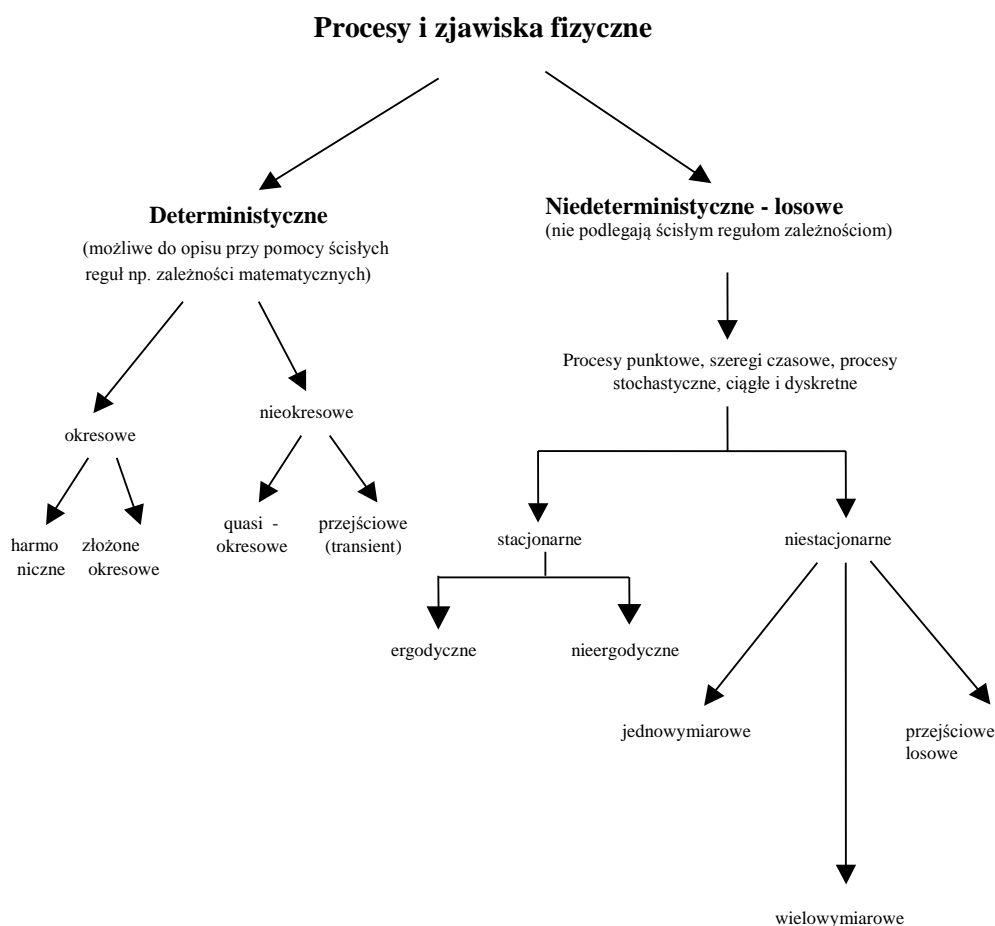 Procesy i zjawiska fizyczne
Deterministyczne
(możliwe do opisu przy pomocy ścisłych
reguł np. zależności matematycznych)
Niedeterministyczne - losowe
(nie podlegają ścisłym regułom zależnościom)
Procesy punktowe, szeregi czasowe, procesy
stochastyczne, ciągłe i dyskretne
okresowe
nieokresowe
harmo
niczne
złożone
okresowe
quasi -
okresowe
przejściowe
(transient)
stacjonarne
niestacjonarne
ergodyczne
nieergodyczne
jednowymiarowe
przejściowe
losowe
wielowymiarowe